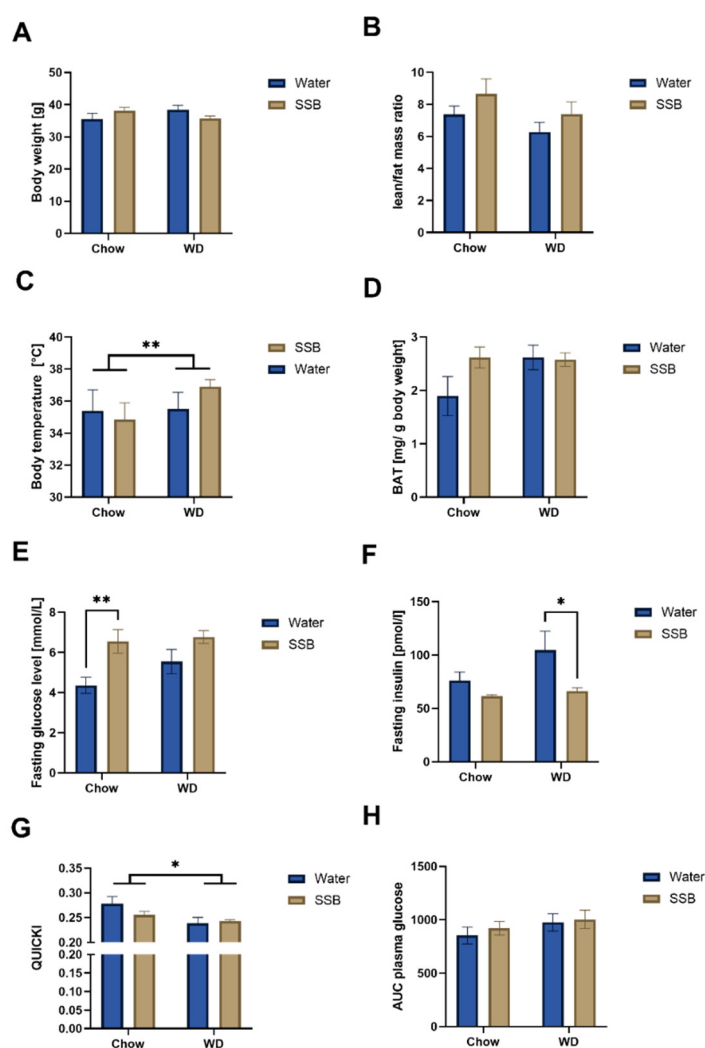 A
Body weight [g]
50
40
30
20
10
0
Chow WD
Water
SSB
B
lean/fat mass ratio
10
8
6
4
2
0
Chow WD
Water
SSB
C
Body temperature [°C]
40
38
36
34
32
30
**
Chow WD
SSB
Water
D
BAT [mg/ g body weight]
3
2
1
0
Chow WD
Water
SSB
E
Fasting glucose level [mmol/L]
8
6
4
2
0
**
Chow WD
Water
SSB
F
Fasting insulin [pmol/l]
150
100
50
0
*
Chow WD
Water
SSB
G
QUICKI
0.35
0.30
0.25
0.20
0.20
0.15
0.10
0.05
0.00
*
Chow WD
Water
SSB
H
AUC plasma glucose
1500
1000
500
0
Chow WD
Water
SSB